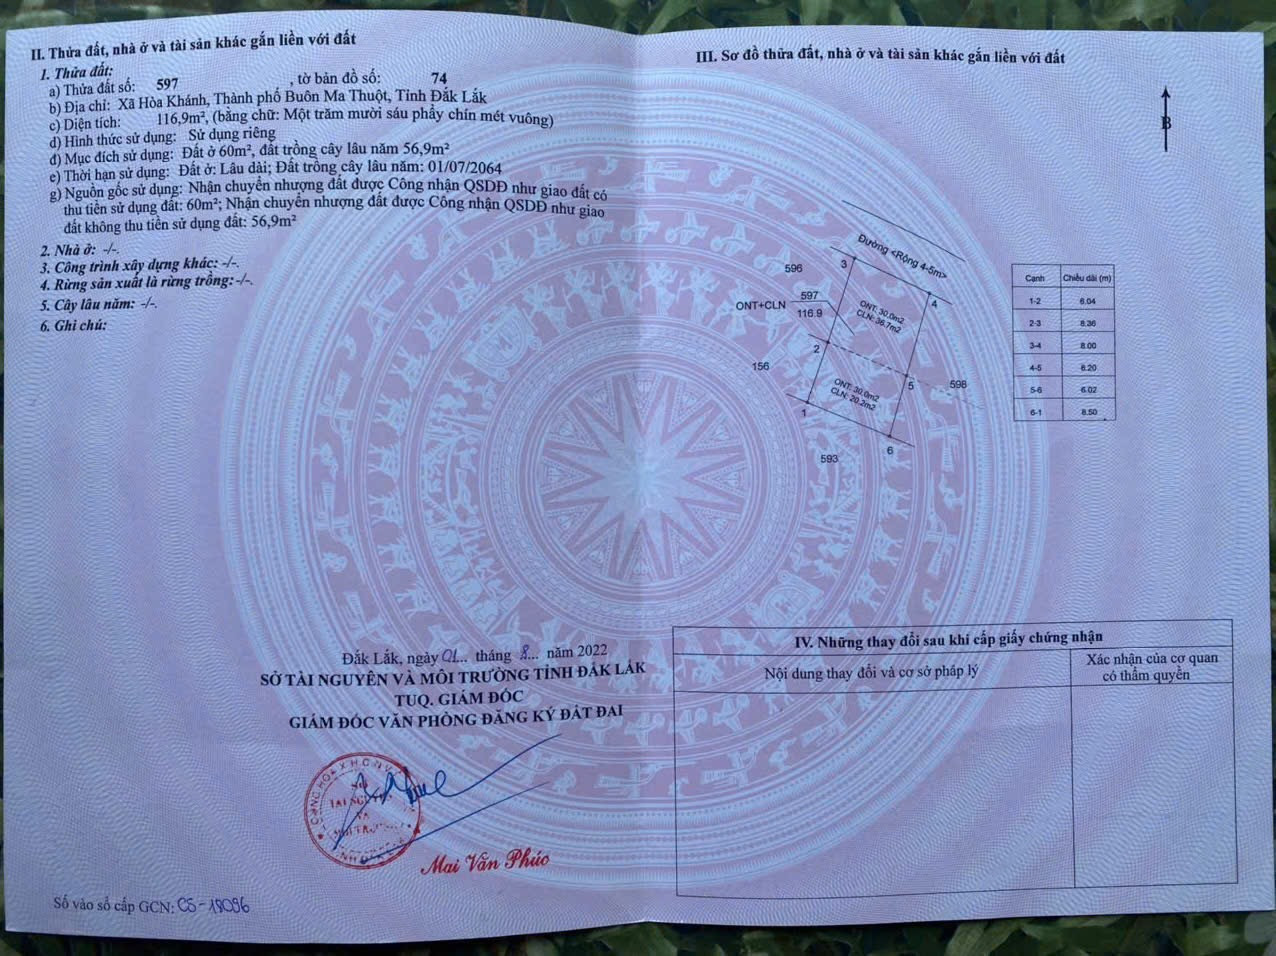 II. Thửa đất, nhà ở và tài sản khác gắn liền với đất
1. Thửa đất:
a) Thửa đất số: 597 , tờ bản đồ số: 74
b) Địa chỉ: Xã Hòa Khánh, Thành phố Buôn Ma Thuột, Tỉnh Đắk Lắk
c) Diện tích: 116,9m², (bằng chữ: Một trăm mười sáu phẩy chín mét vuông)
d) Hình thức sử dụng: Sử dụng riêng
đ) Mục đích sử dụng: Đất ở 60m², đất trồng cây lâu năm 56,9m²
e) Thời hạn sử dụng: Đất ở: Lâu dài; Đất trồng cây lâu năm: 01/07/2064
g) Nguồn gốc sử dụng: Nhận chuyển nhượng đất được Công nhận QSDĐ như giao đất có
thu tiền sử dụng đất: 60m²; Nhận chuyển nhượng đất được Công nhận QSDĐ như giao
đất không thu tiền sử dụng đất: 56,9m²
2. Nhà ở: -/-.
3. Công trình xây dựng khác: -/-.
4. Rừng sản xuất là rừng trồng: -/-.
5. Cây lâu năm: -/-.
6. Ghi chú:
Đắk Lắk, ngày 01... tháng 8... năm 2022
SỞ TÀI NGUYÊN VÀ MÔI TRƯỜNG TỈNH ĐẮK LẮK
TUQ. GIÁM ĐỐC
GIÁM ĐỐC VĂN PHÒNG ĐĂNG KÝ ĐẤT ĐAI
Mai Văn Phúc
Số vào sổ cấp GCN: CS-18096
III. Sơ đồ thửa đất, nhà ở và tài sản khác gắn liền với đất
B
Đường <Rộng 4-5m>
3
596
4
597
ONT+CLN
116.9
ONT: 30.0m2
CLN: 36.7m2
2
156
5
598
ONT: 30.0m2
CLN: 20.2m2
1
6
593
Cạnh Chiều dài (m)
1-2 6.04
2-3 8.36
3-4 8.00
4-5 8.20
5-6 6.02
6-1 8.50
IV. Những thay đổi sau khi cấp giấy chứng nhận
Nội dung thay đổi và cơ sở pháp lý
Xác nhận của cơ quan
có thẩm quyền